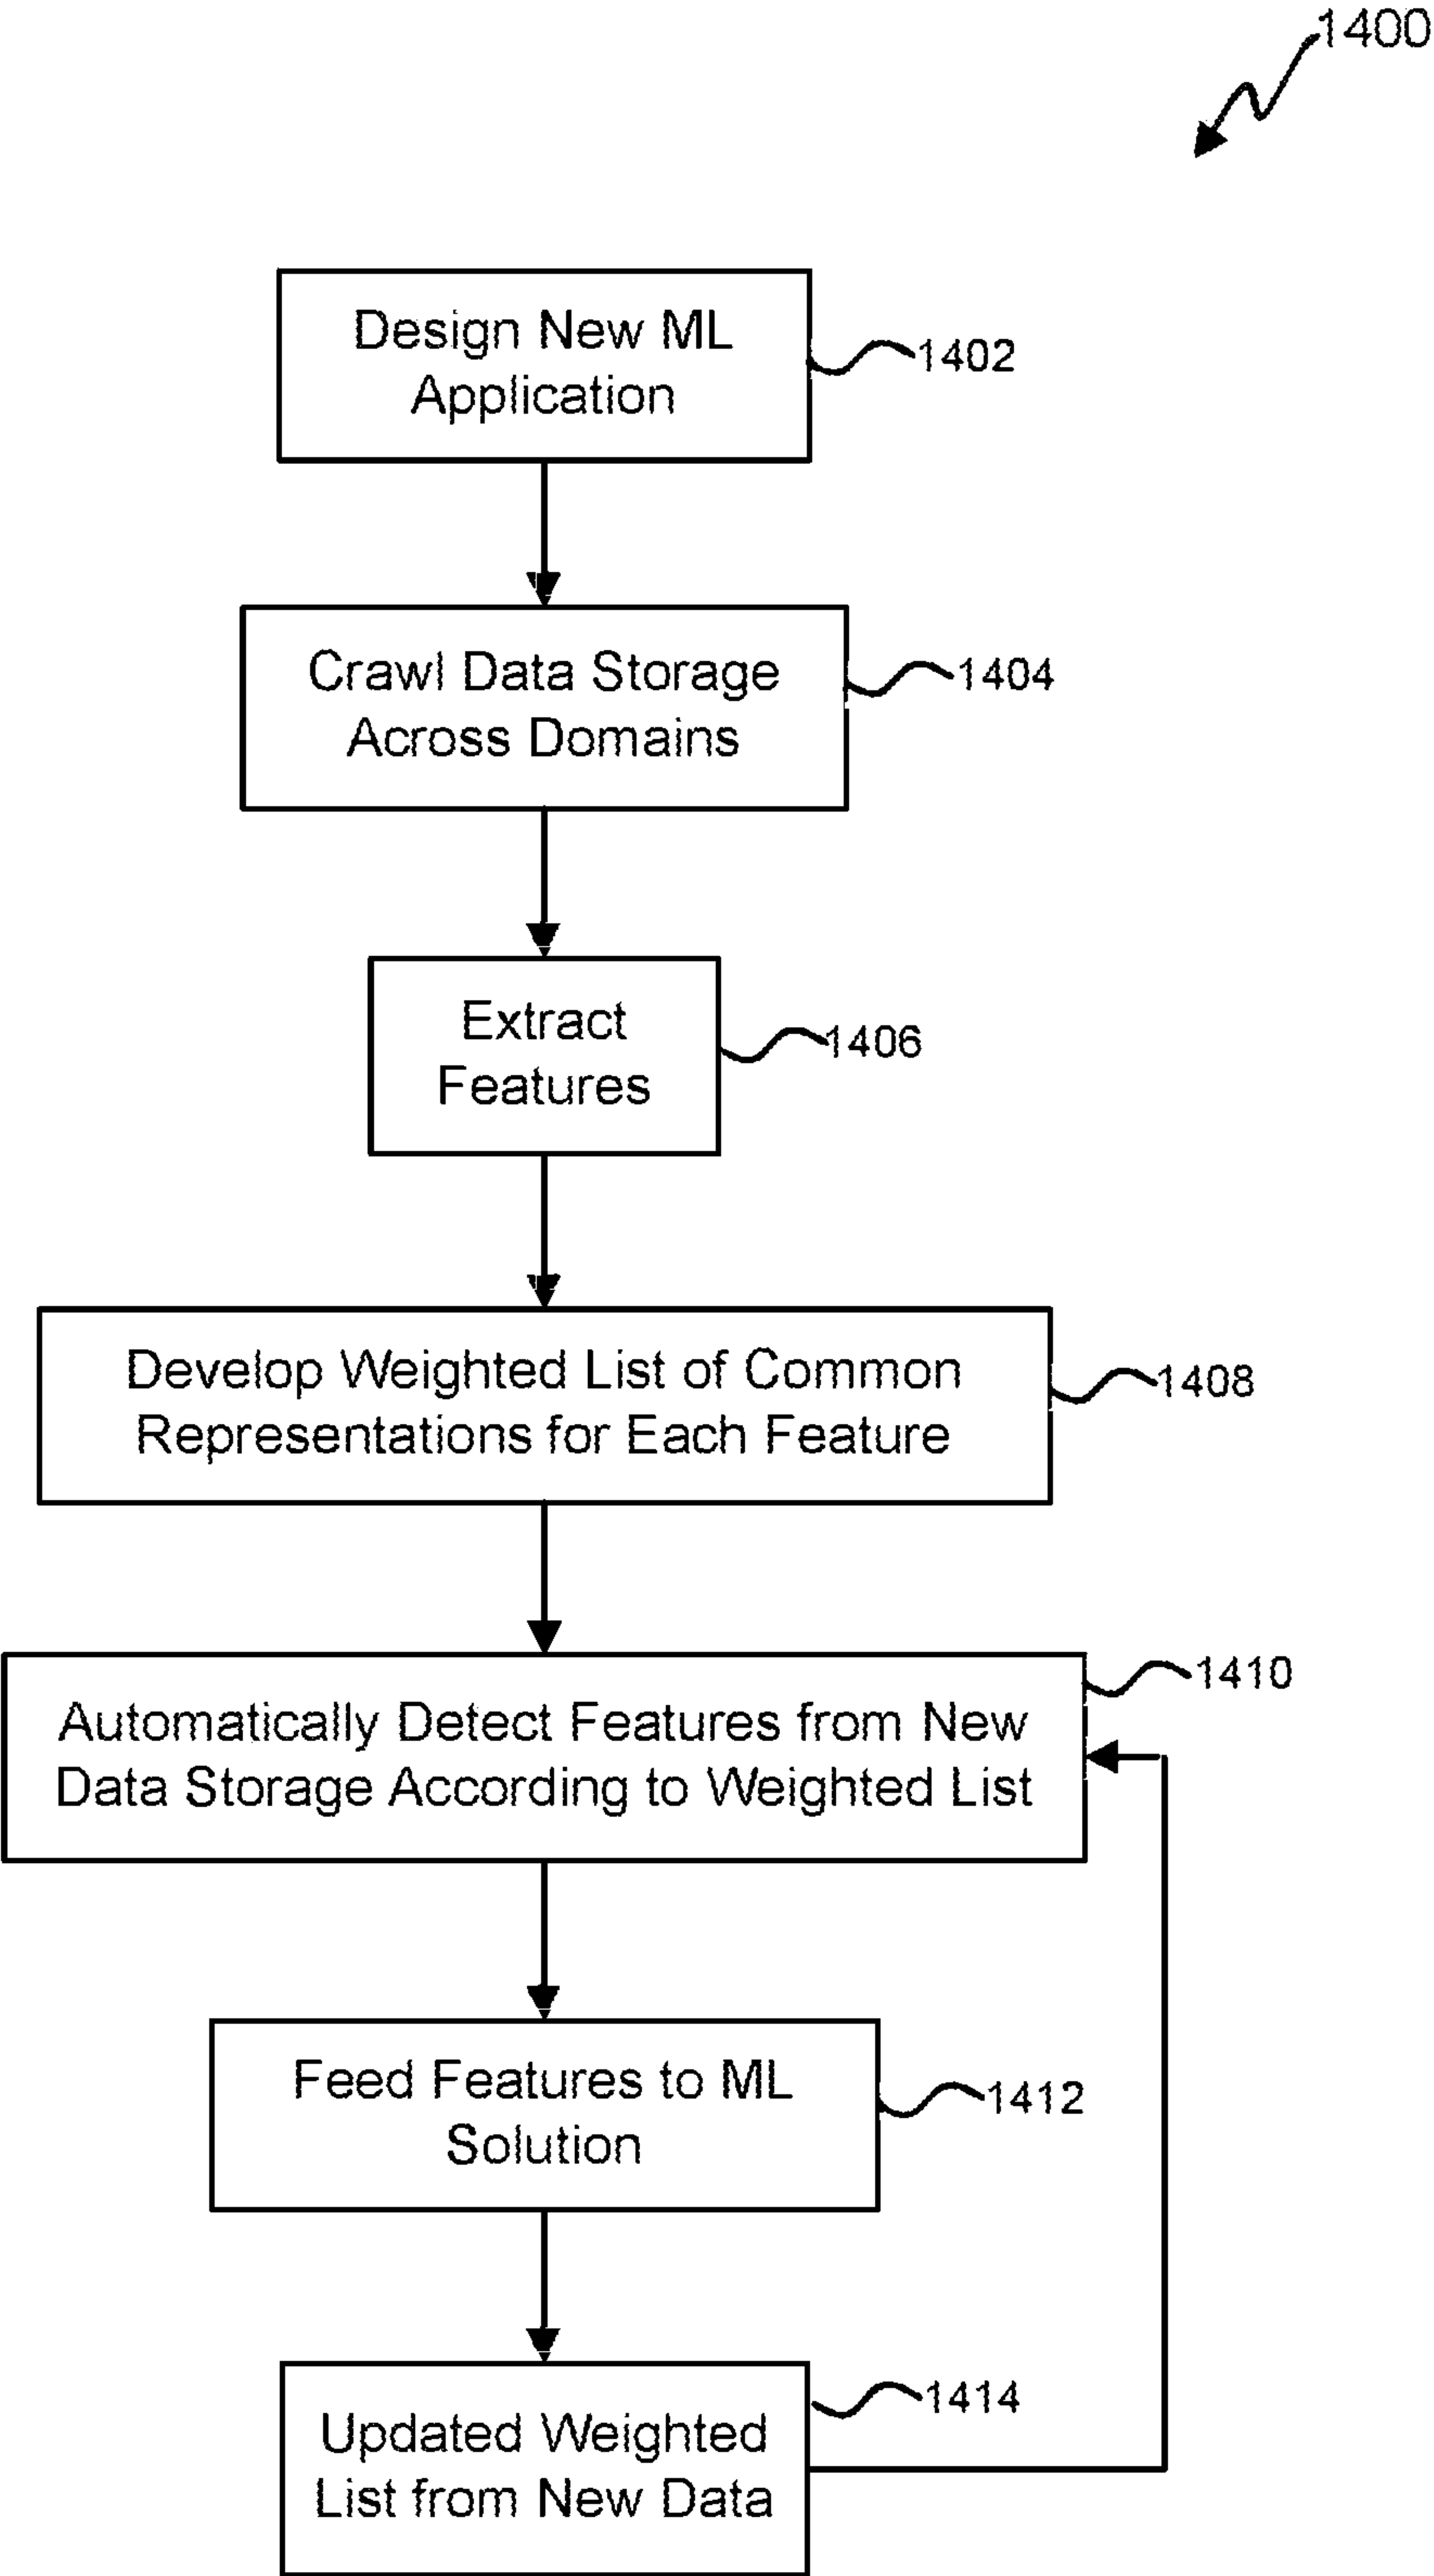 1400
Design New ML
Application
1402
Crawl Data Storage
Across Domains
1404
Extract
Features
1406
Develop Weighted List of Common
Representations for Each Feature
1408
Automatically Detect Features from New
Data Storage According to Weighted List
1410
Feed Features to ML
Solution
1412
Updated Weighted
List from New Data
1414